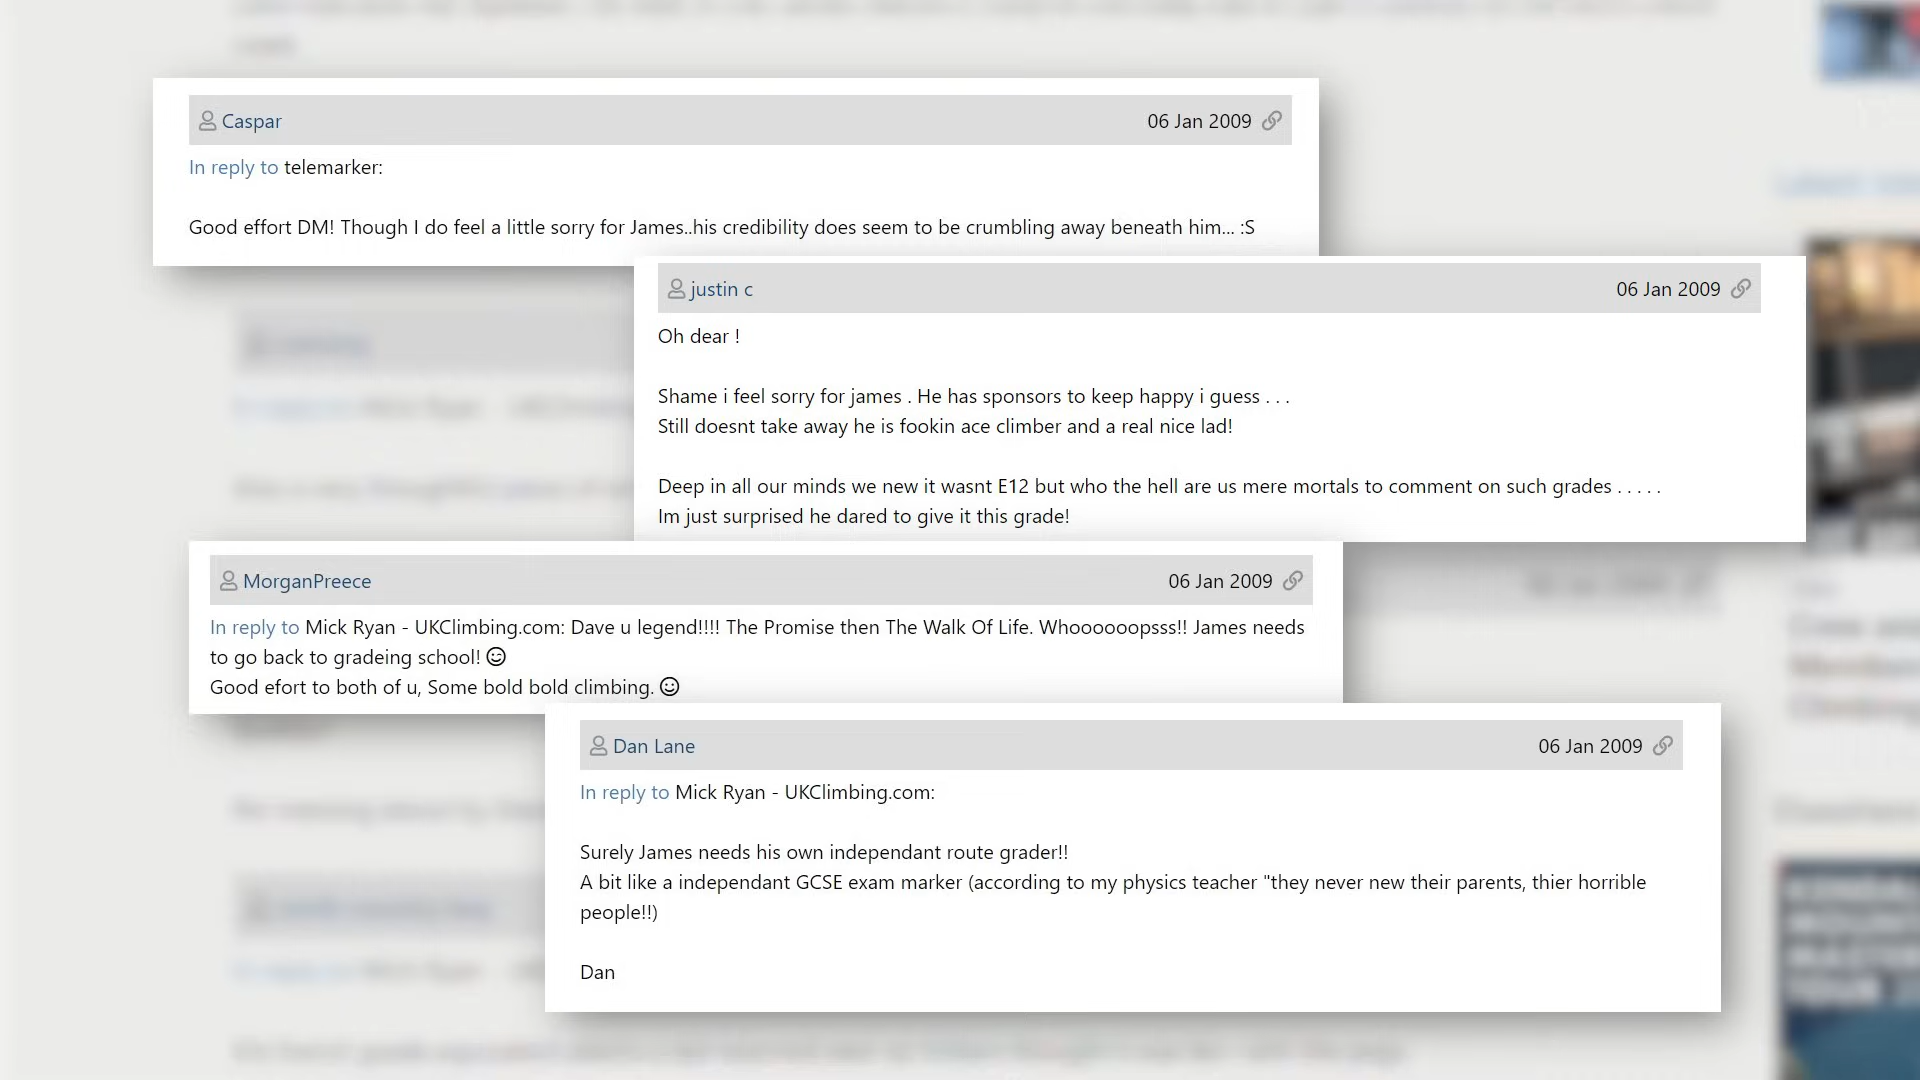 Caspar 06 Jan 2009
In reply to telemarker:
Good effort DM! Though I do feel a little sorry for James..his credibility does seem to be crumbling away beneath him... :S
justin c 06 Jan 2009
Oh dear !
Shame i feel sorry for james . He has sponsors to keep happy i guess . . .
Still doesnt take away he is fookin ace climber and a real nice lad!
Deep in all our minds we new it wasnt E12 but who the hell are us mere mortals to comment on such grades . . . . .
Im just surprised he dared to give it this grade!
MorganPreece 06 Jan 2009
In reply to Mick Ryan - UKClimbing.com: Dave u legend!!!! The Promise then The Walk Of Life. Whoooooopsss!! James needs
to go back to gradeing school!
Good efort to both of u, Some bold bold climbing.
Dan Lane 06 Jan 2009
In reply to Mick Ryan - UKClimbing.com:
Surely James needs his own independant route grader!!
A bit like a independant GCSE exam marker (according to my physics teacher "they never new their parents, thier horrible
people!!)
Dan